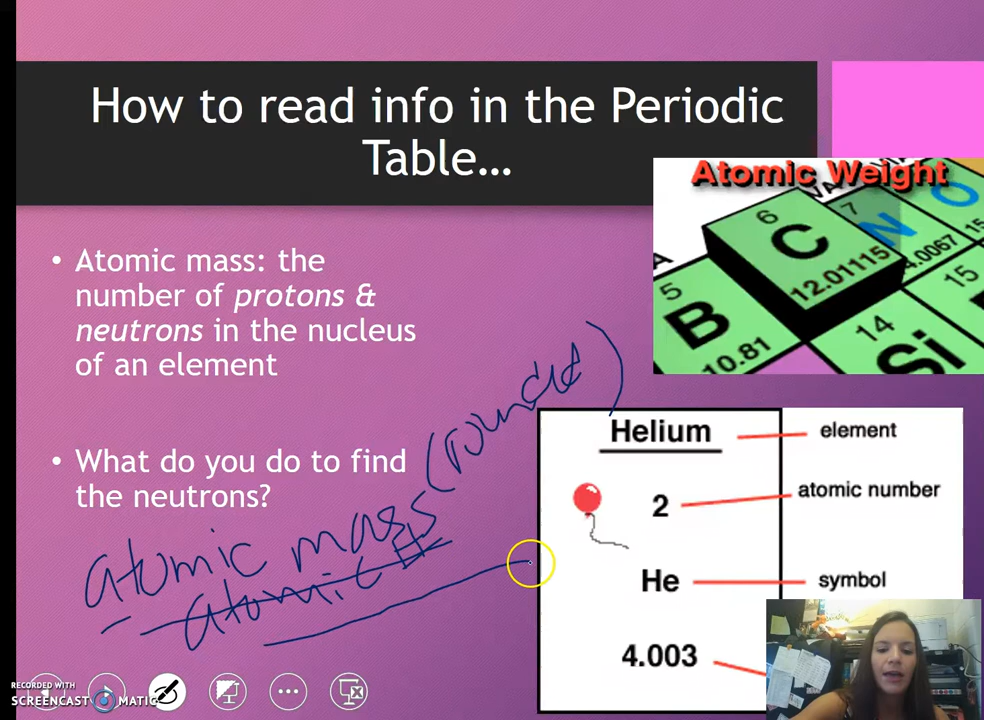 How to read info in the Periodic
Table...
Atomic Weight
• Atomic mass: the
number of protons &
neutrons in the nucleus
of an element
VA
6
C
12.01115
7
N
14.0067
O
15
A
5
B
10.81
14
Si
15
• What do you do to find
the neutrons?
atomic mass (rounded)
- atomic #
Helium
element
2
atomic number
He
symbol
4.003
RECORDED WITH
SCREENCAST MATIC